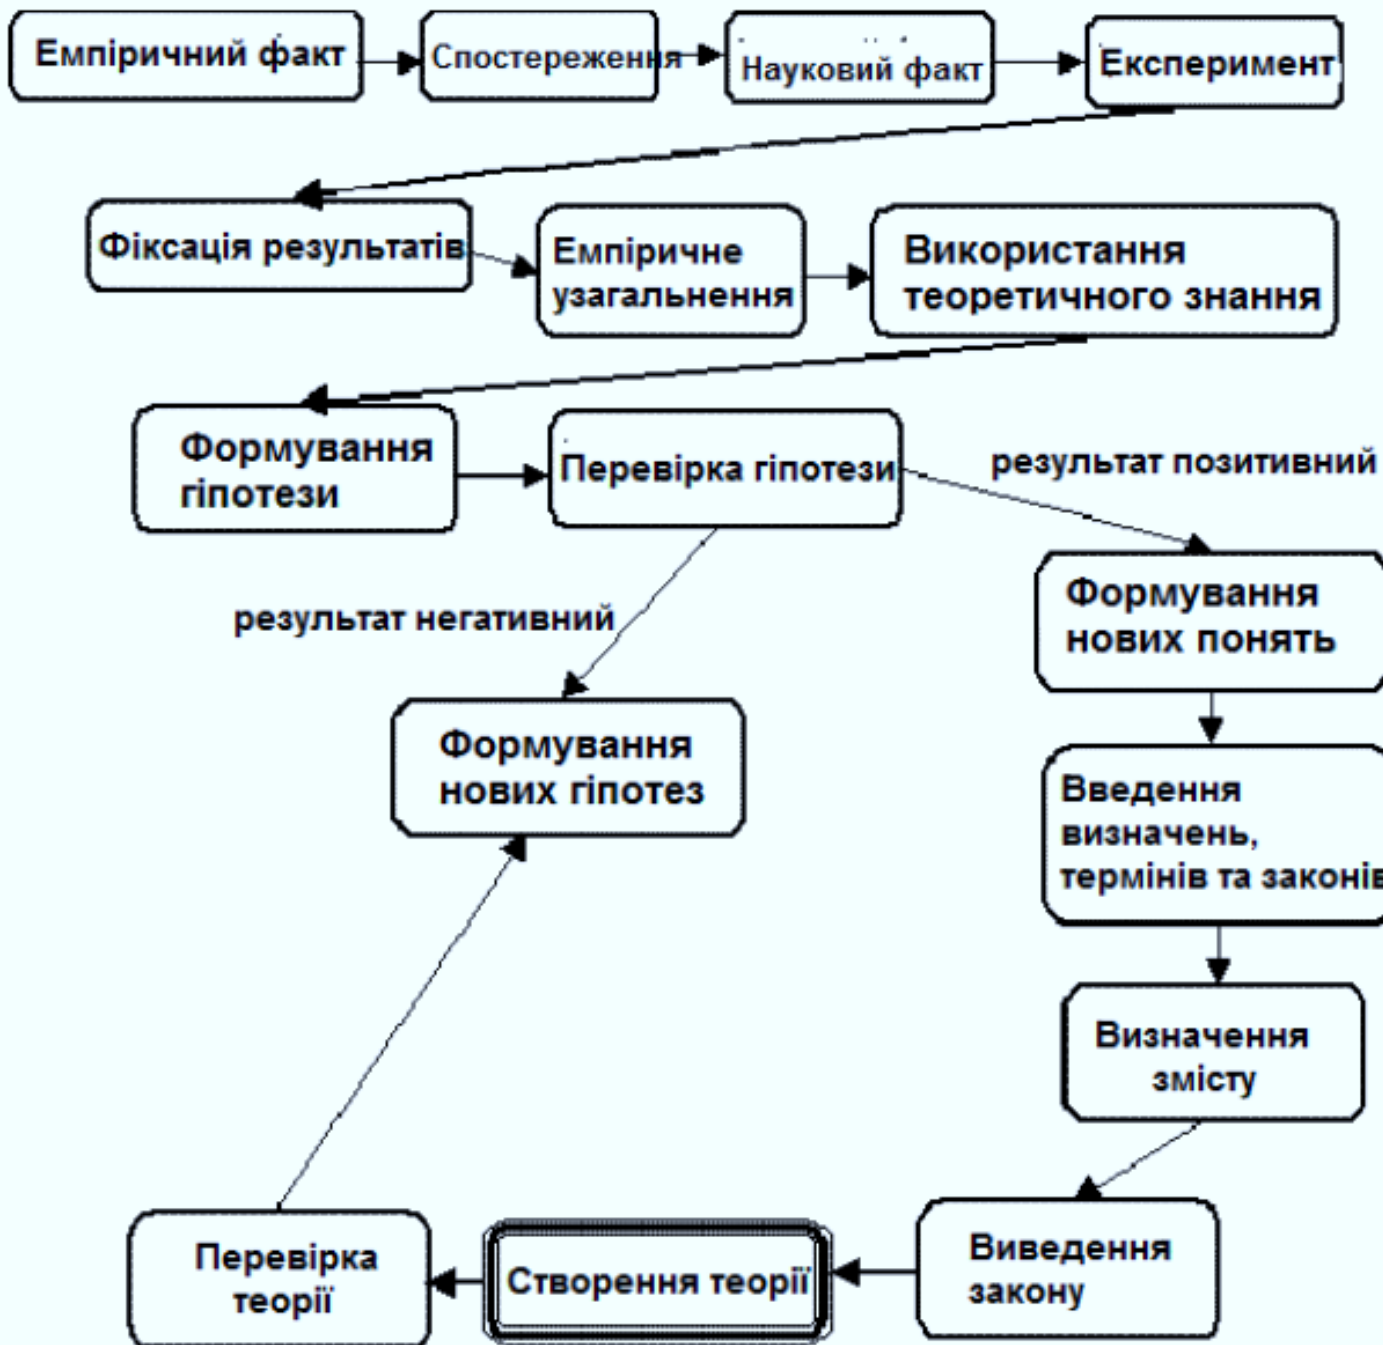 Емпіричний факт
Спостереження
Науковий факт
Експеримент
Фіксація результатів
Емпіричне
узагальнення
Використання
теоретичного знання
Формування
гіпотези
Перевірка гіпотези
результат позитивний
результат негативний
Формування
нових понять
Формування
нових гіпотез
Введення
визначень,
термінів та законів
Визначення
змісту
Виведення
закону
Створення теорії
Перевірка
теорії